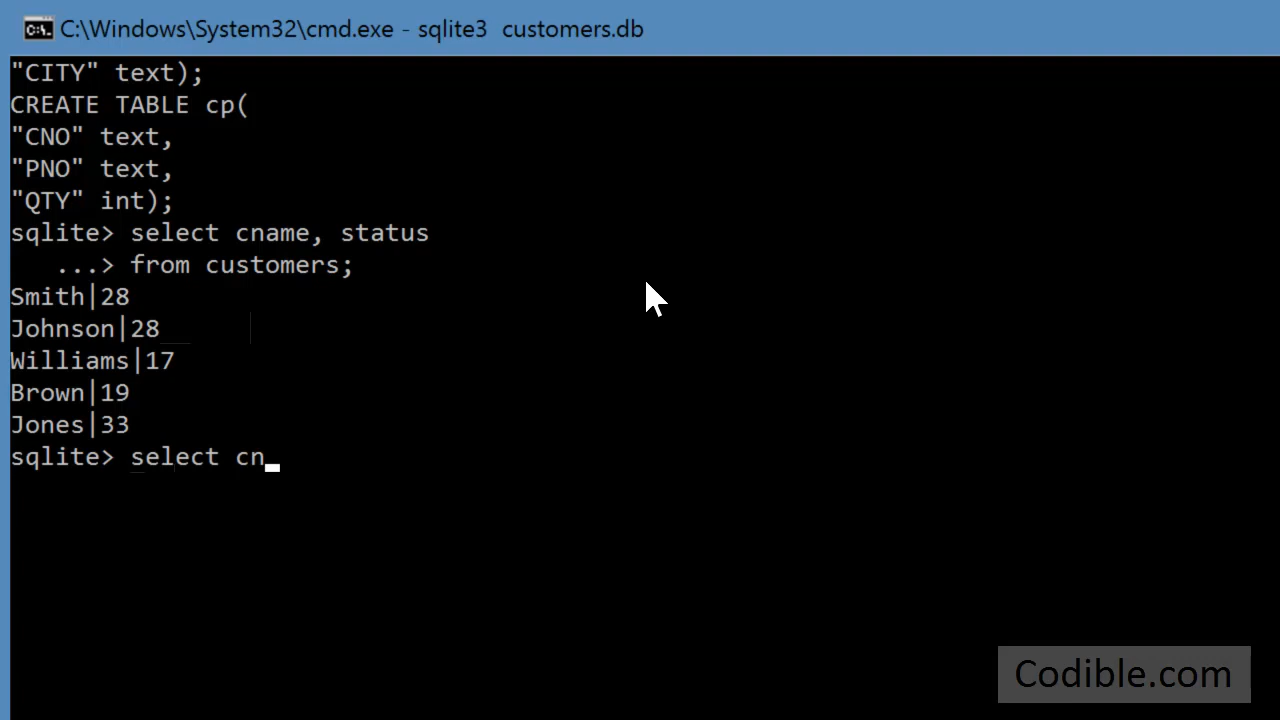 C:\Windows\System32\cmd.exe - sqlite3  customers.db
"CITY" text);
CREATE TABLE cp(
"CNO" text,
"PNO" text,
"QTY" int);
sqlite> select cname, status
   ...> from customers;
Smith|28
Johnson|28
Williams|17
Brown|19
Jones|33
sqlite> select cn
Codible.com